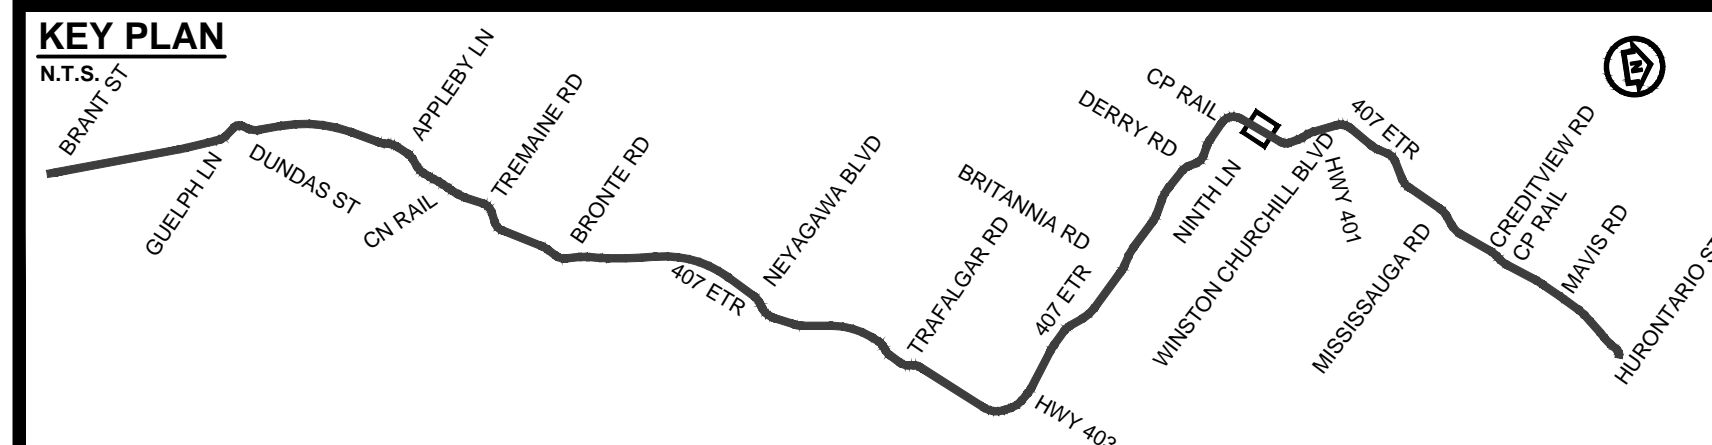 KEY PLAN
N.T.S.
BRANT ST
GUELPH LN
DUNDAS ST
CN RAIL
APPLEBY LN
TREMAINE RD
BRONTE RD
407 ETR
NEYAGAWA BLVD
TRAFALGAR RD
HWY 403
407 ETR
BRITANNIA RD
DERRY RD
CP RAIL
NINTH LN
WINSTON CHURCHILL BLVD
HWY 401
407 ETR
MISSISSAUGA RD
CREDITVIEW RD
CP RAIL
MAVIS RD
HURONTARIO ST
N